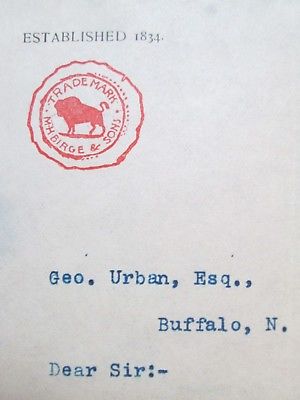 ESTABLISHED 1834.
TRADE MARK
M.H. BIRGE & SONS
Geo. Urban, Esq.,
Buffalo, N.
Dear Sir:-